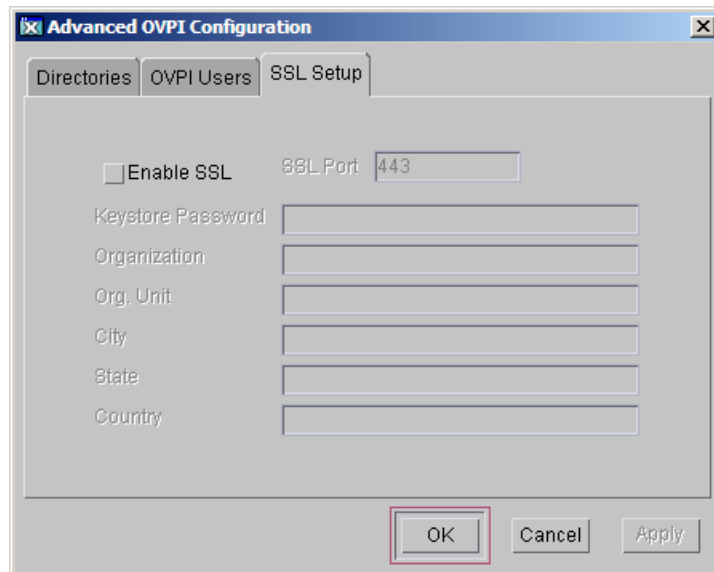 Advanced OVPI Configuration
Directories OVPI Users SSL Setup
Enable SSL SSL Port 443
Keystore Password
Organization
Org. Unit
City
State
Country
OK Cancel Apply